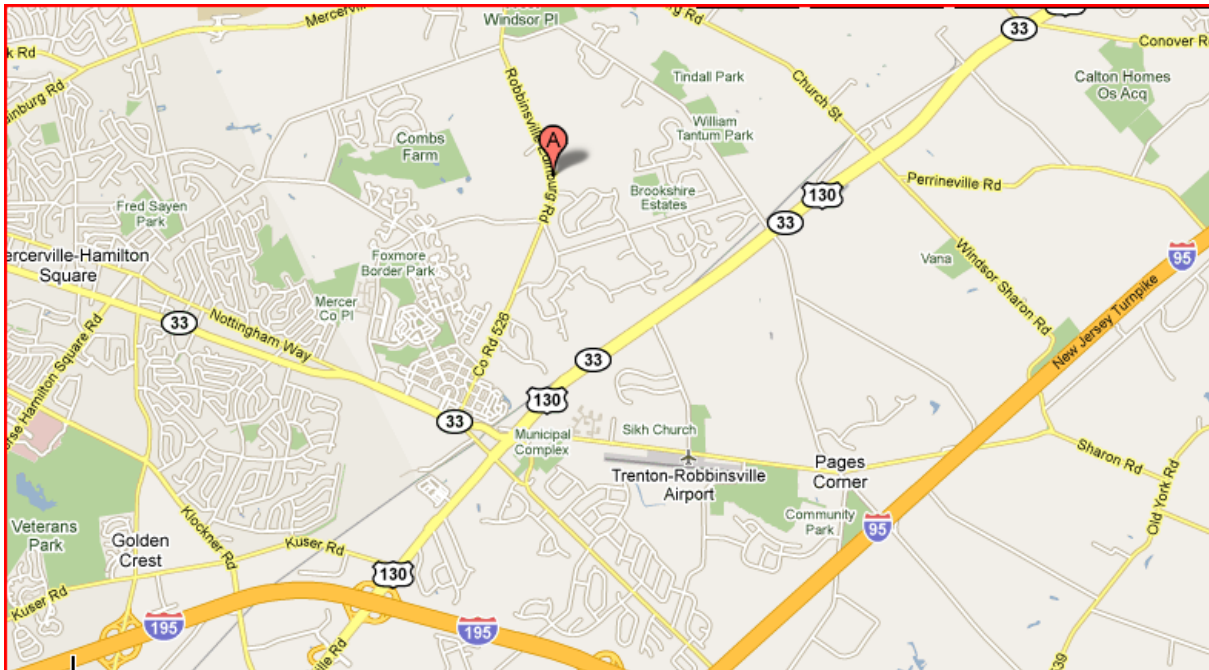 Windsor Pl
Mercerville
33
Conover Rd
k Rd
Tindall Park
Church St
Calton Homes
Os Acq
inburg Rd
Robbinsville Edinburg Rd
A
William
Tantum Park
Combs
Farm
Perrineville Rd
130
33
Brookshire
Estates
Fred Sayen
Park
ercerville-Hamilton
Square
Foxmore
Border Park
Vana
Windsor Sharon Rd
95
New Jersey Turnpike
Mercer
Co Pl
33
Nottingham Way
Co Rd 526
33
130
33
Hamilton Square Rd
Municipal
Complex
Sikh Church
Trenton-Robbinsville
Airport
Pages
Corner
Sharon Rd
Old York Rd
Community
Park
95
Veterans
Park
Golden
Crest
Klockner Rd
Kuser Rd
130
Kuser Rd
195
195
ville Rd
39